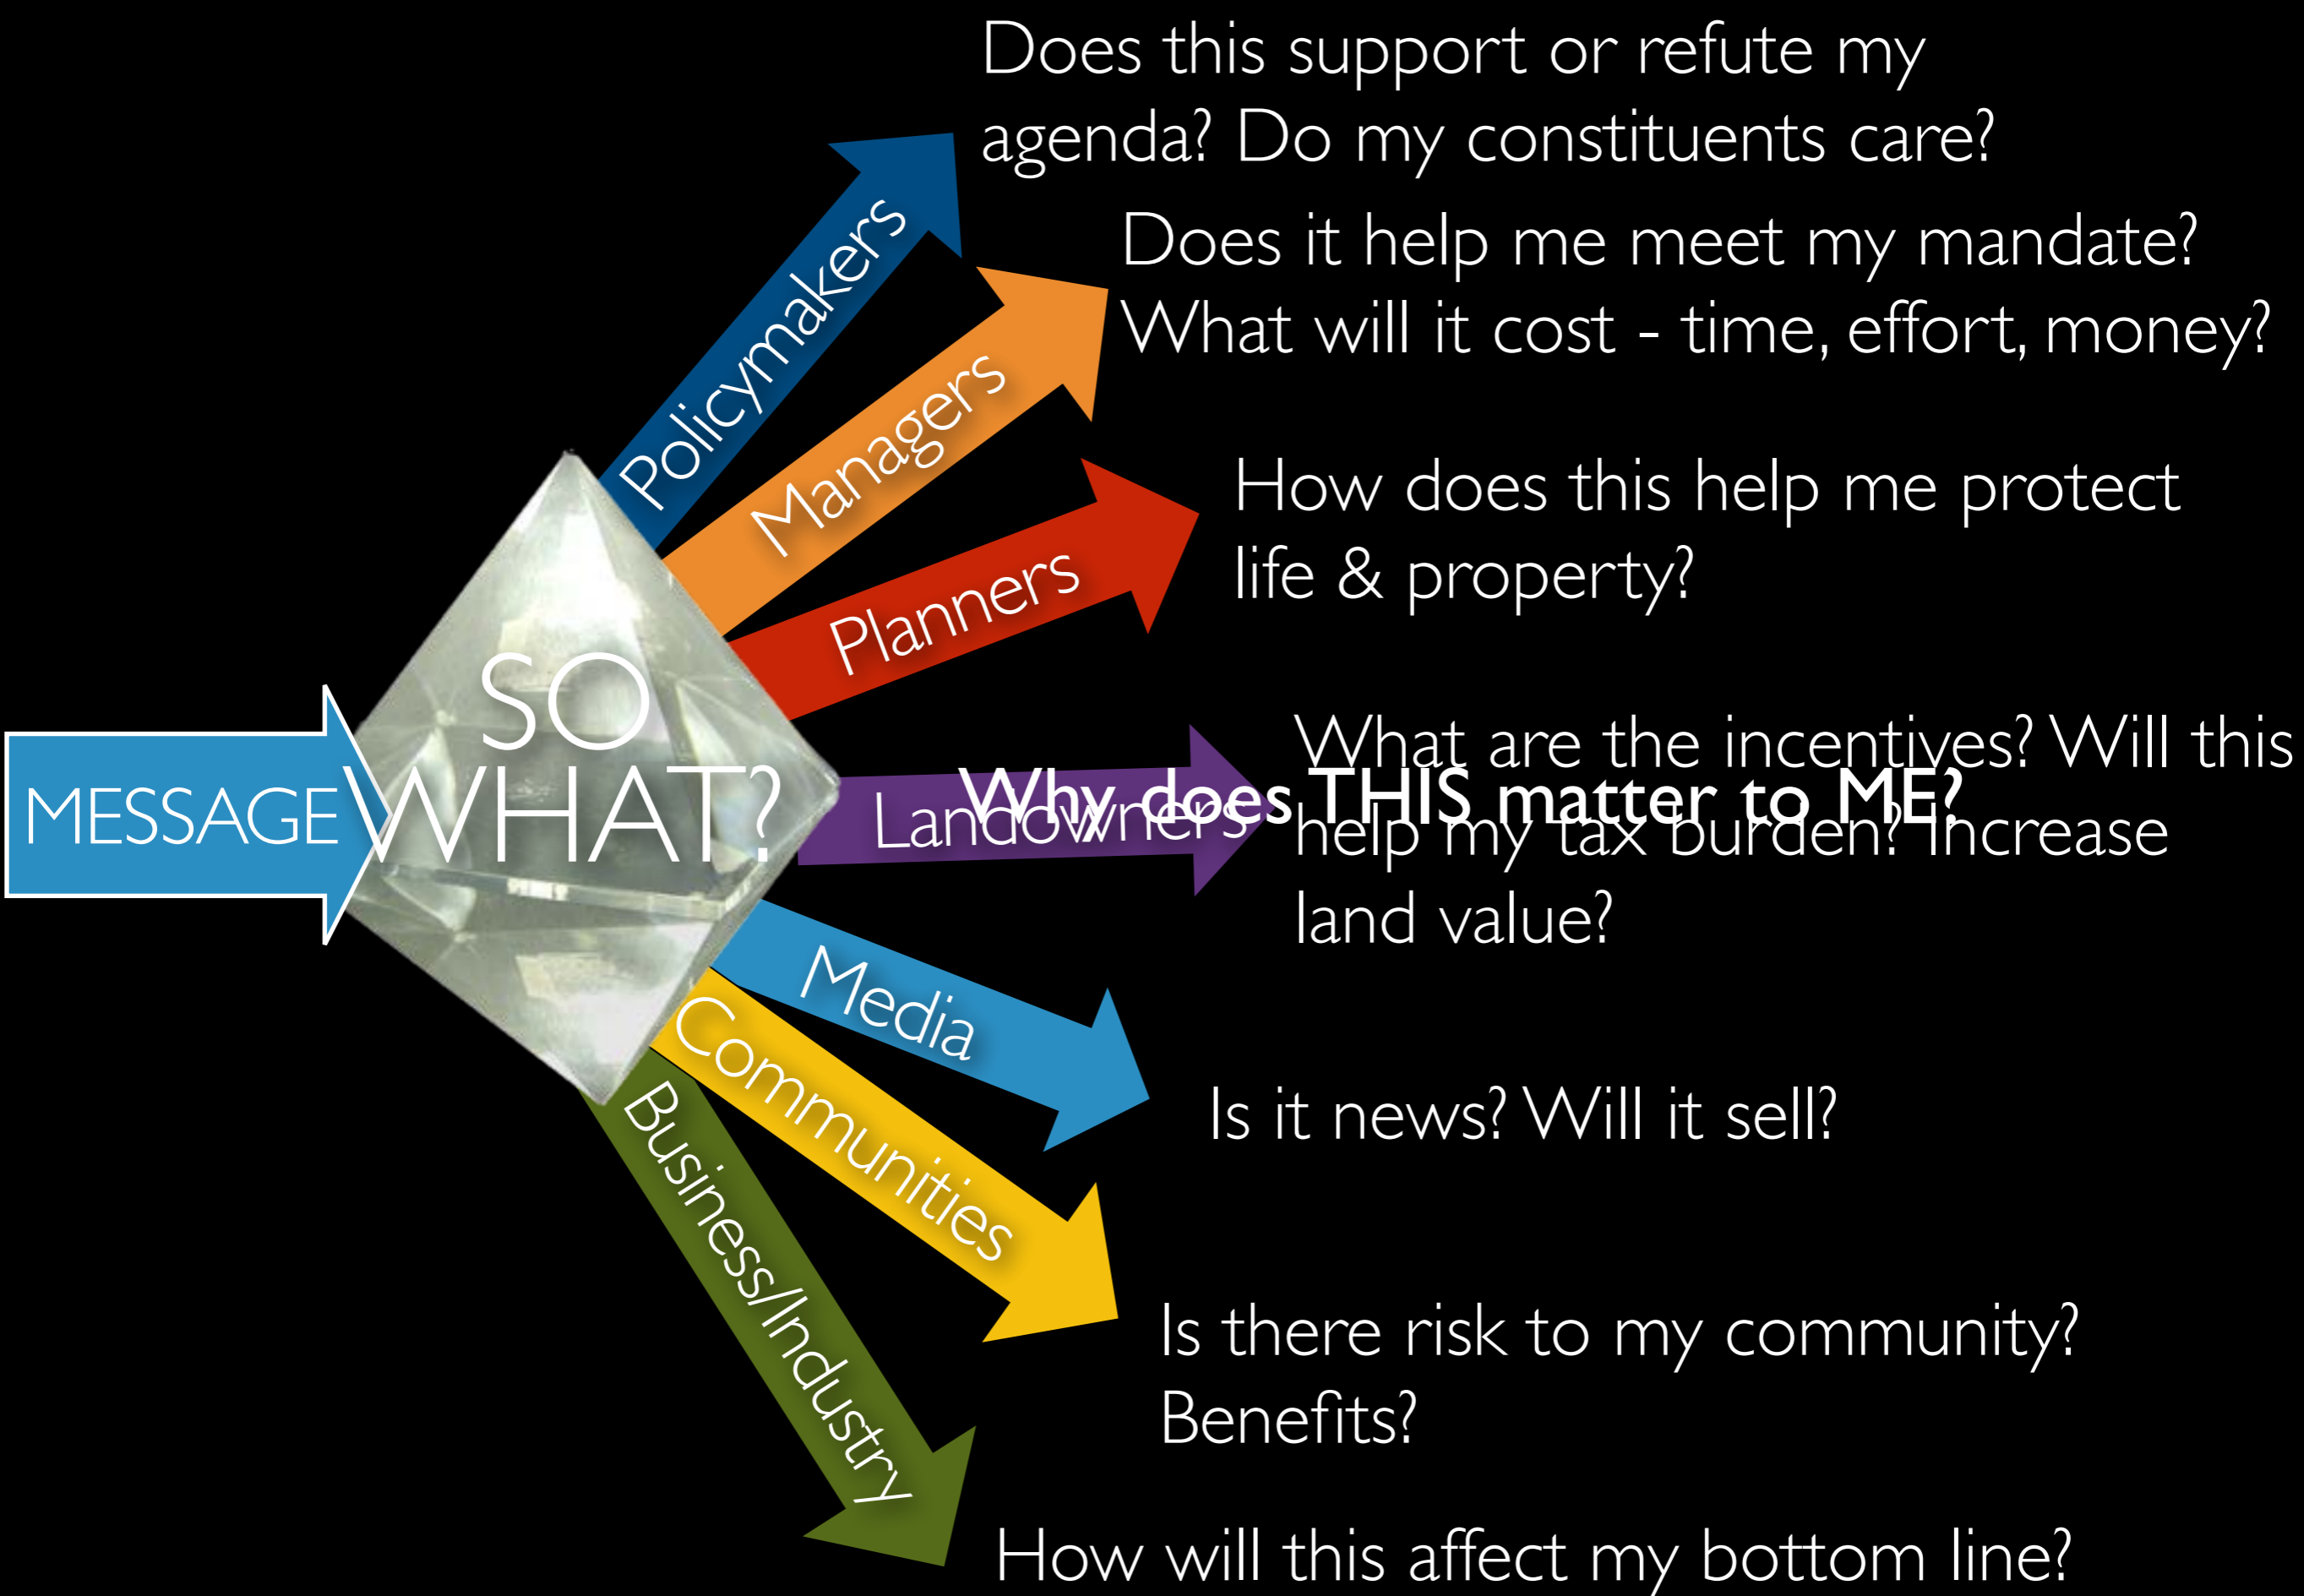 Does this support or refute my
agenda? Do my constituents care?
Policymakers
Does it help me meet my mandate?
What will it cost - time, effort, money?
Managers
How does this help me protect
life & property?
Planners
MESSAGE
SO
WHAT?
Landowners
Why does THIS matter to ME?
What are the incentives? Will this
help my tax burden? Increase
land value?
Media
Is it news? Will it sell?
Communities
Is there risk to my community?
Benefits?
Business/Industry
How will this affect my bottom line?